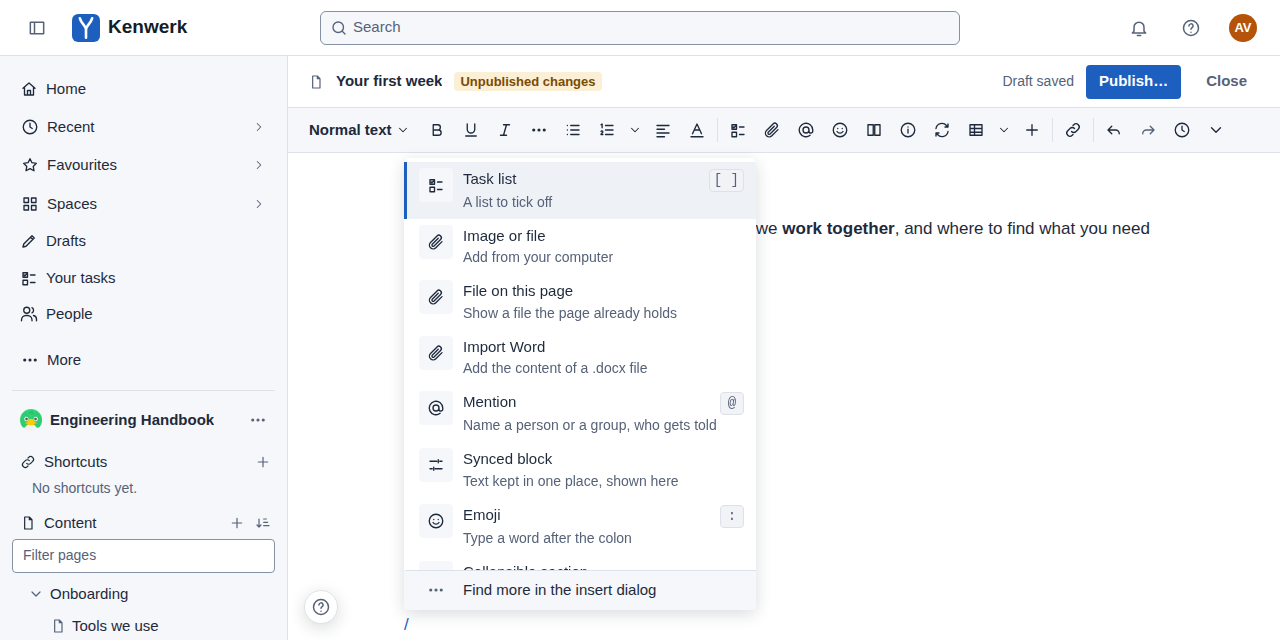 Kenwerk
Search
AV
Home
Recent
Favourites
Spaces
Drafts
Your tasks
People
More
Engineering Handbook
Shortcuts
No shortcuts yet.
Content
Filter pages
Onboarding
Tools we use
Your first week
Unpublished changes
Draft saved
Publish…
Close
Normal text
we work together, and where to find what you need
Task list
[ ]
A list to tick off
Image or file
Add from your computer
File on this page
Show a file the page already holds
Import Word
Add the content of a .docx file
Mention
@
Name a person or a group, who gets told
Synced block
Text kept in one place, shown here
Emoji
:
Type a word after the colon
Collapsible section
Find more in the insert dialog
/